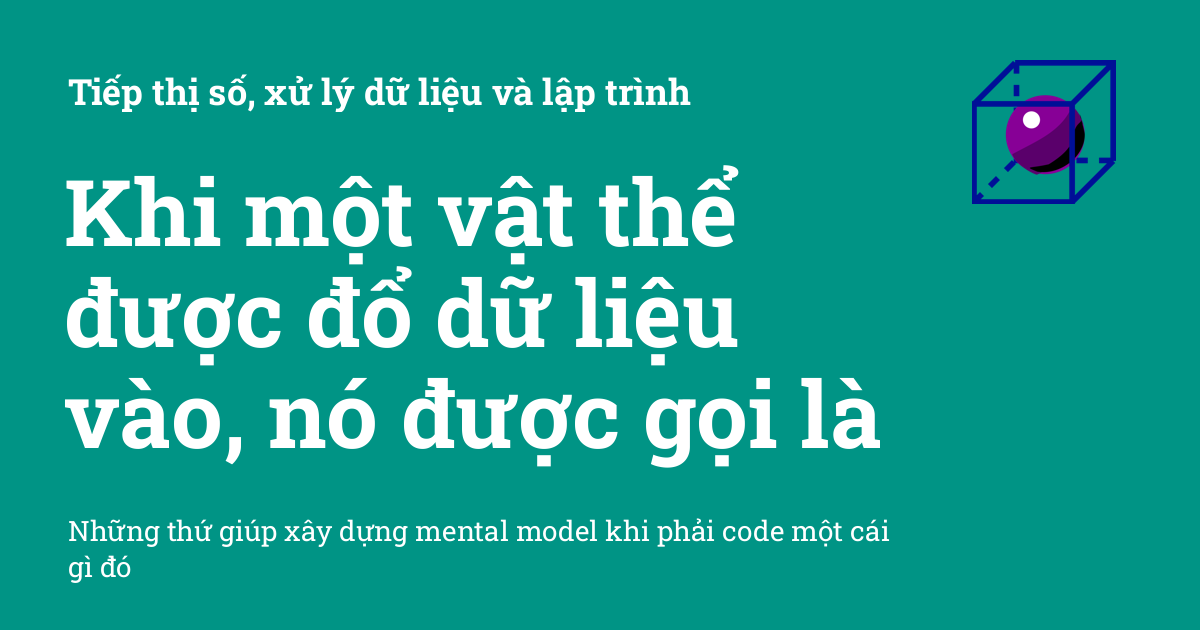 Tiếp thị số, xử lý dữ liệu và lập trình
Khi một vật thể
được đổ dữ liệu
vào, nó được gọi là
Những thứ giúp xây dựng mental model khi phải code một cái
gì đó